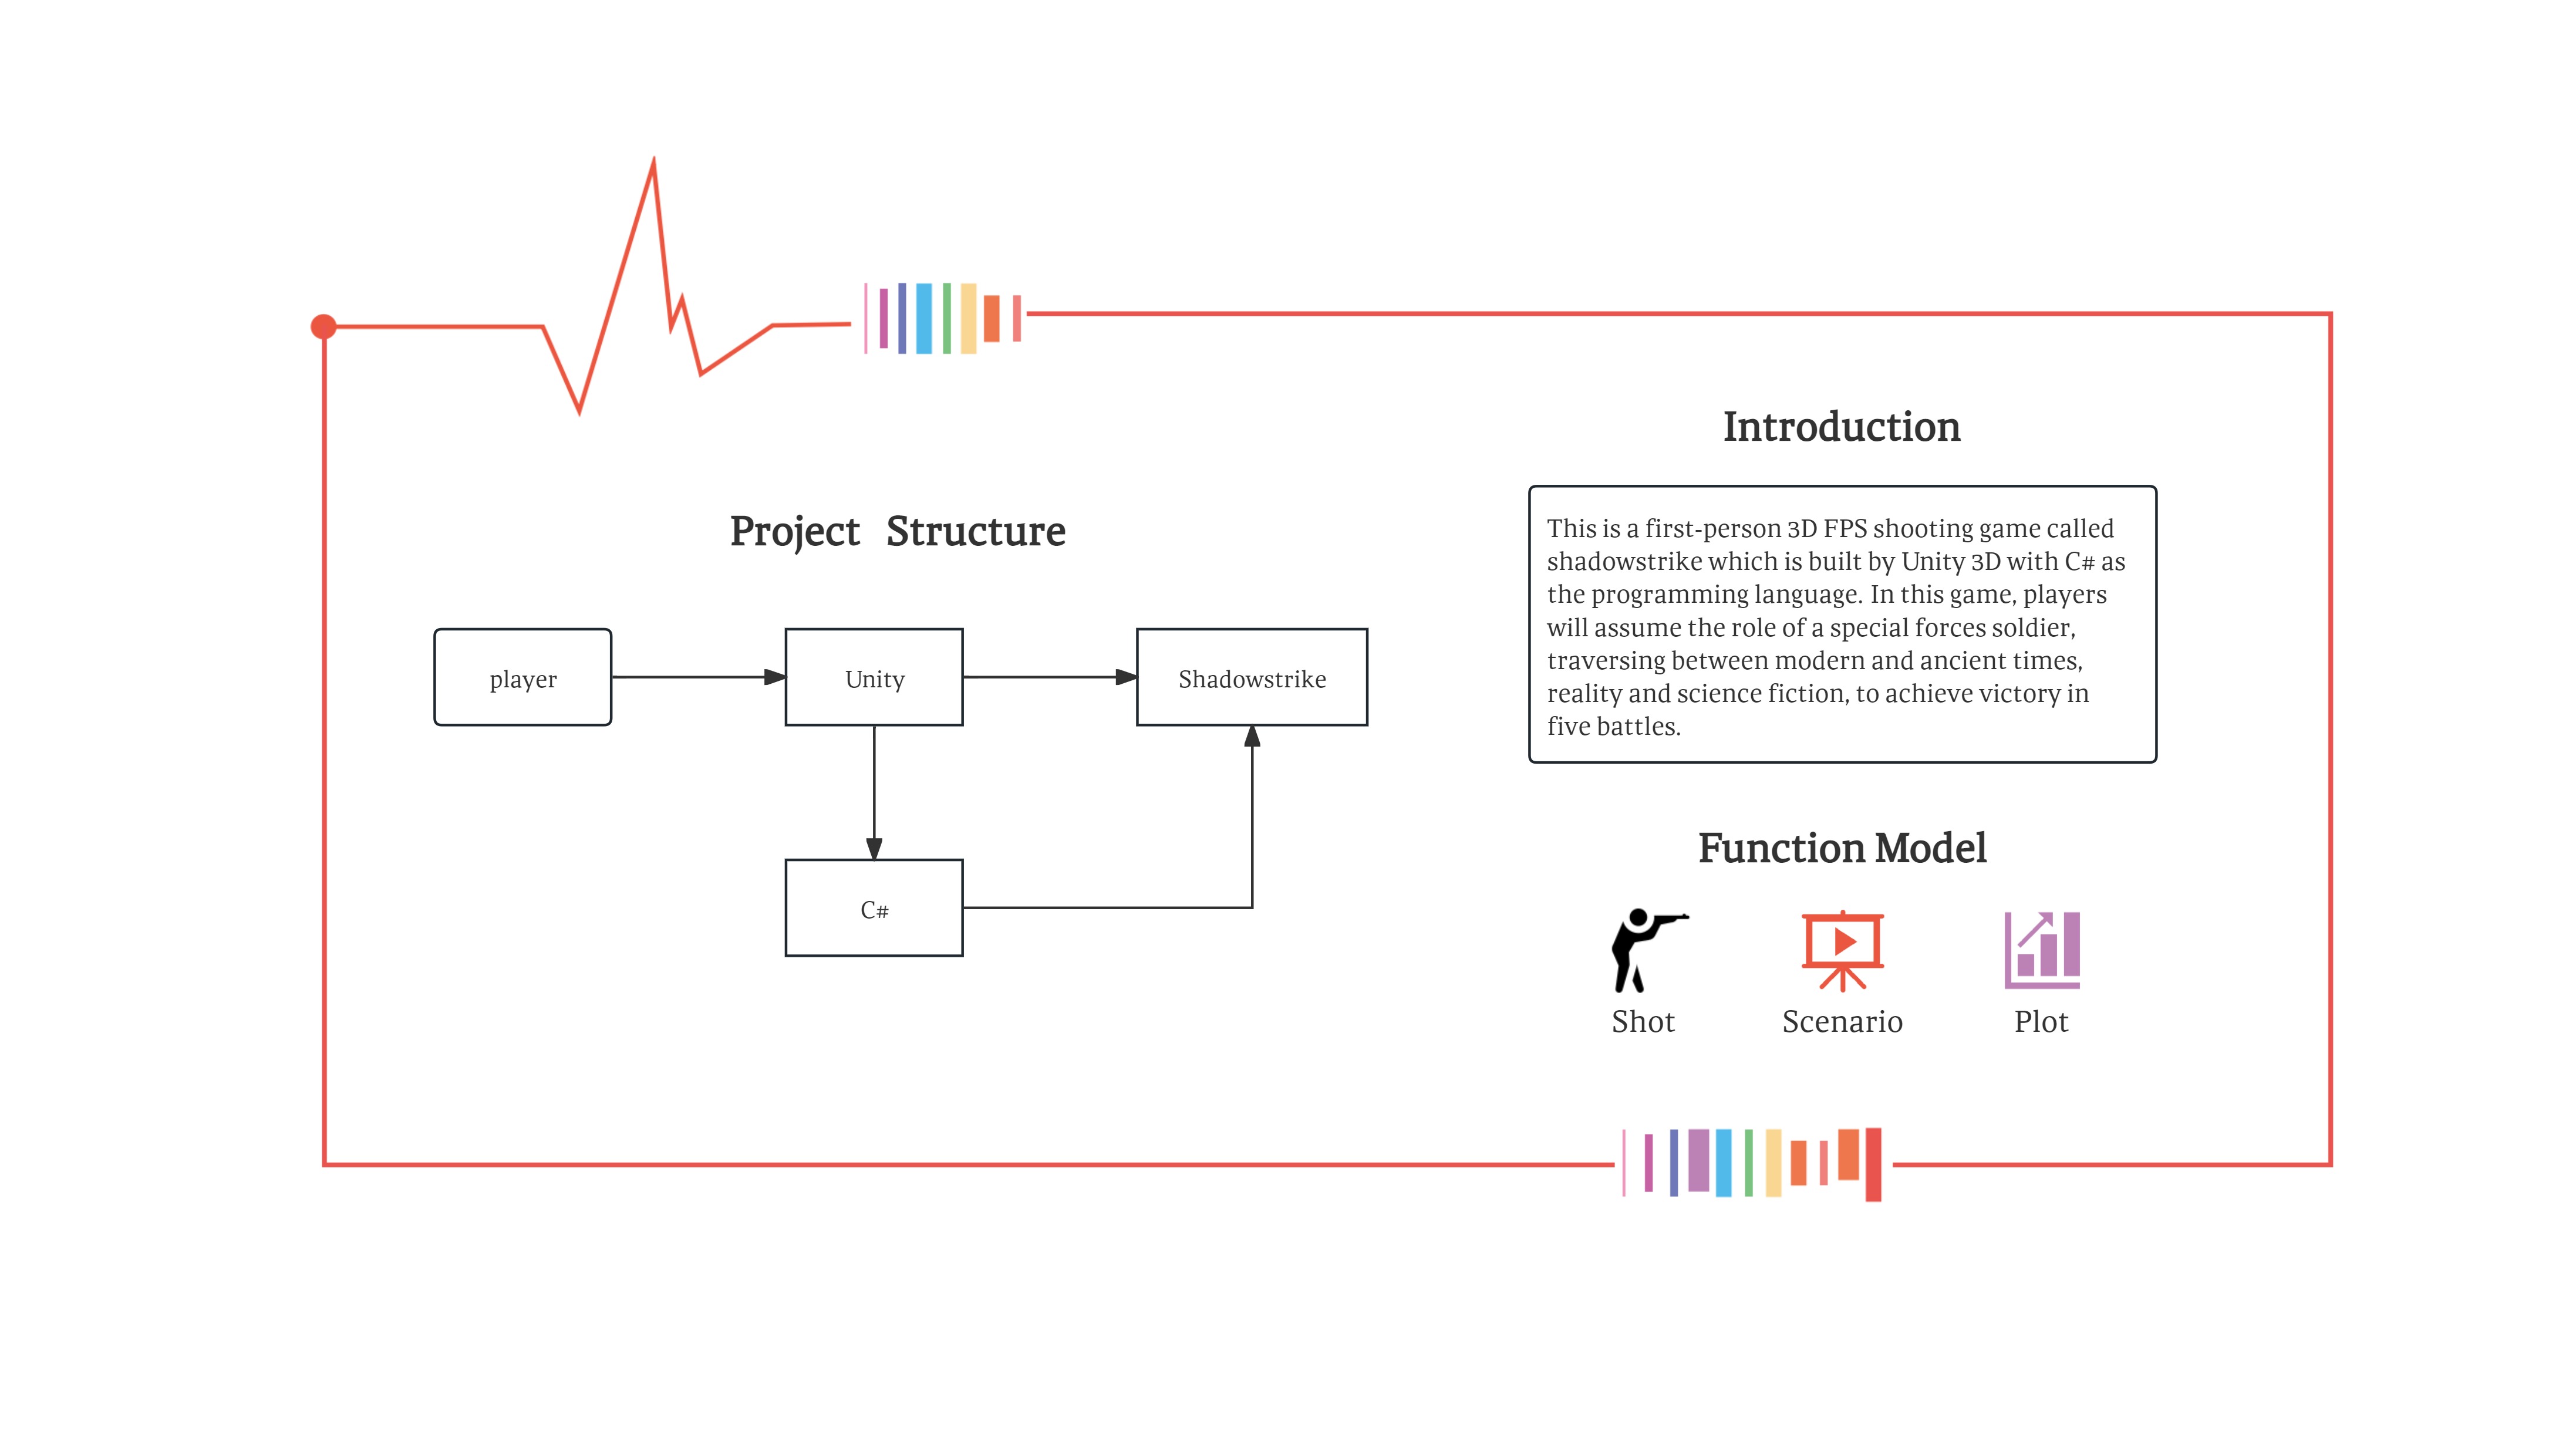 Project Structure
player
Unity
Shadowstrike
C#
Introduction
This is a first-person 3D FPS shooting game called
shadowstrike which is built by Unity 3D with C# as
the programming language. In this game, players
will assume the role of a special forces soldier,
traversing between modern and ancient times,
reality and science fiction, to achieve victory in
five battles.
Function Model
Shot
Scenario
Plot